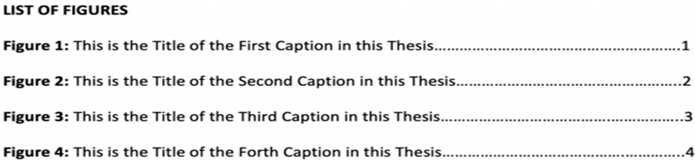 LIST OF FIGURES
Figure 1: This is the Title of the First Caption in this Thesis.............................................................1
Figure 2: This is the Title of the Second Caption in this Thesis........................................................2
Figure 3: This is the Title of the Third Caption in this Thesis............................................................3
Figure 4: This is the Title of the Forth Caption in this Thesis............................................................4